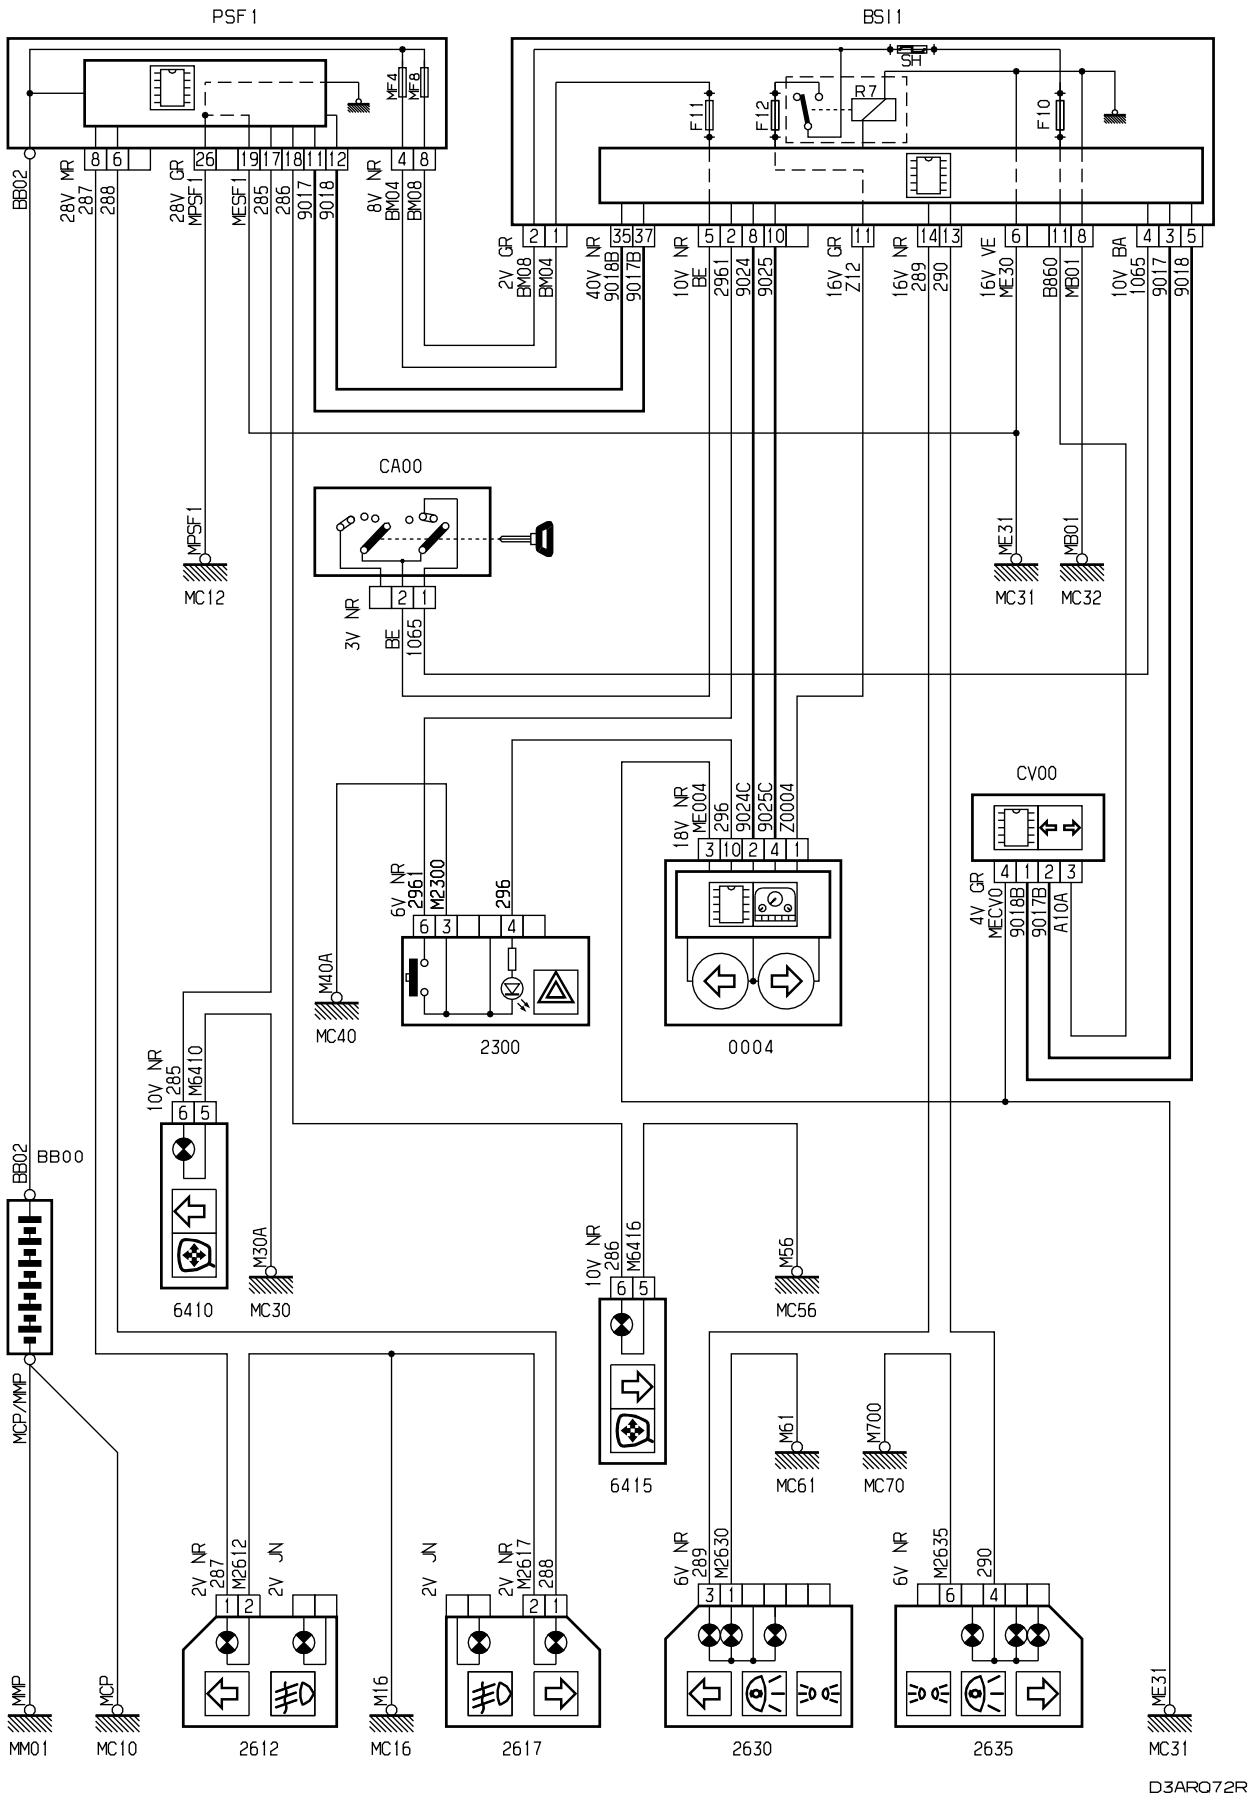 PSF1
BSI1
MF4
MF8
SH
R7
F11
F12
F10
BB02
28V MR
287
288
8
6
28V GR
MPSF1
MESF1
285
286
9017
9018
26
19
17
18
11
12
8V NR
BM04
BM08
4
8
2V GR
BM08
BM04
2
1
40V NR
9018B
9017B
35
37
10V NR
BE
2961
9024
9025
5
2
8
10
16V GR
Z12
11
16V NR
289
290
14
13
16V VE
ME30
6
B860
MB01
11
8
10V BA
1065
9017
9018
4
3
5
CA00
3V NR
BE
1065
2
1
MPSF1
MC12
ME31
MC31
MB01
MC32
CV00
4V GR
MECV0
9018B
9017B
A10A
4
1
2
3
18V NR
ME004
296
9024C
9025C
Z0004
3
10
2
4
1
0004
6V NR
2961
M2300
296
6
3
4
2300
M40A
MC40
10V NR
285
M6410
6
5
6410
M30A
MC30
BB02
BB00
MCP/MMP
10V NR
286
M6416
6
5
6415
M56
MC56
M61
MC61
M700
MC70
2V NR
287
M2612
2V JN
1
2
2612
2V JN
2V NR
M2617
288
2
1
2617
6V NR
289
M2630
3
1
2630
6V NR
M2635
290
6
4
2635
MMP
MM01
MCP
MC10
M16
MC16
ME31
MC31
D3ARQ72R